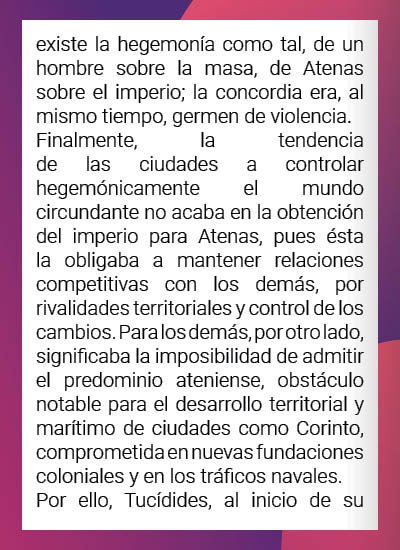 existe la hegemonía como tal, de un
hombre sobre la masa, de Atenas
sobre el imperio; la concordia era, al
mismo tiempo, germen de violencia.
Finalmente, la tendencia
de las ciudades a controlar
hegemónicamente el mundo
circundante no acaba en la obtención
del imperio para Atenas, pues ésta
la obligaba a mantener relaciones
competitivas con los demás, por
rivalidades territoriales y control de los
cambios. Para los demás, por otro lado,
significaba la imposibilidad de admitir
el predominio ateniense, obstáculo
notable para el desarrollo territorial y
marítimo de ciudades como Corinto,
comprometida en nuevas fundaciones
coloniales y en los tráficos navales.
Por ello, Tucídides, al inicio de su